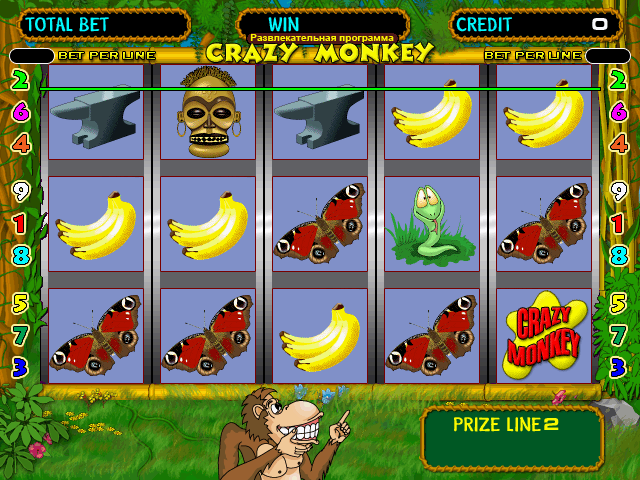 TOTAL BET
WIN
CREDIT
0
Развлекательная программа
BET PER LINE
CRAZY MONKEY
BET PER LINE
2
2
6
6
4
4
9
9
1
1
8
8
5
5
7
7
3
3
CRAZY
MONKEY
PRIZE LINE 2